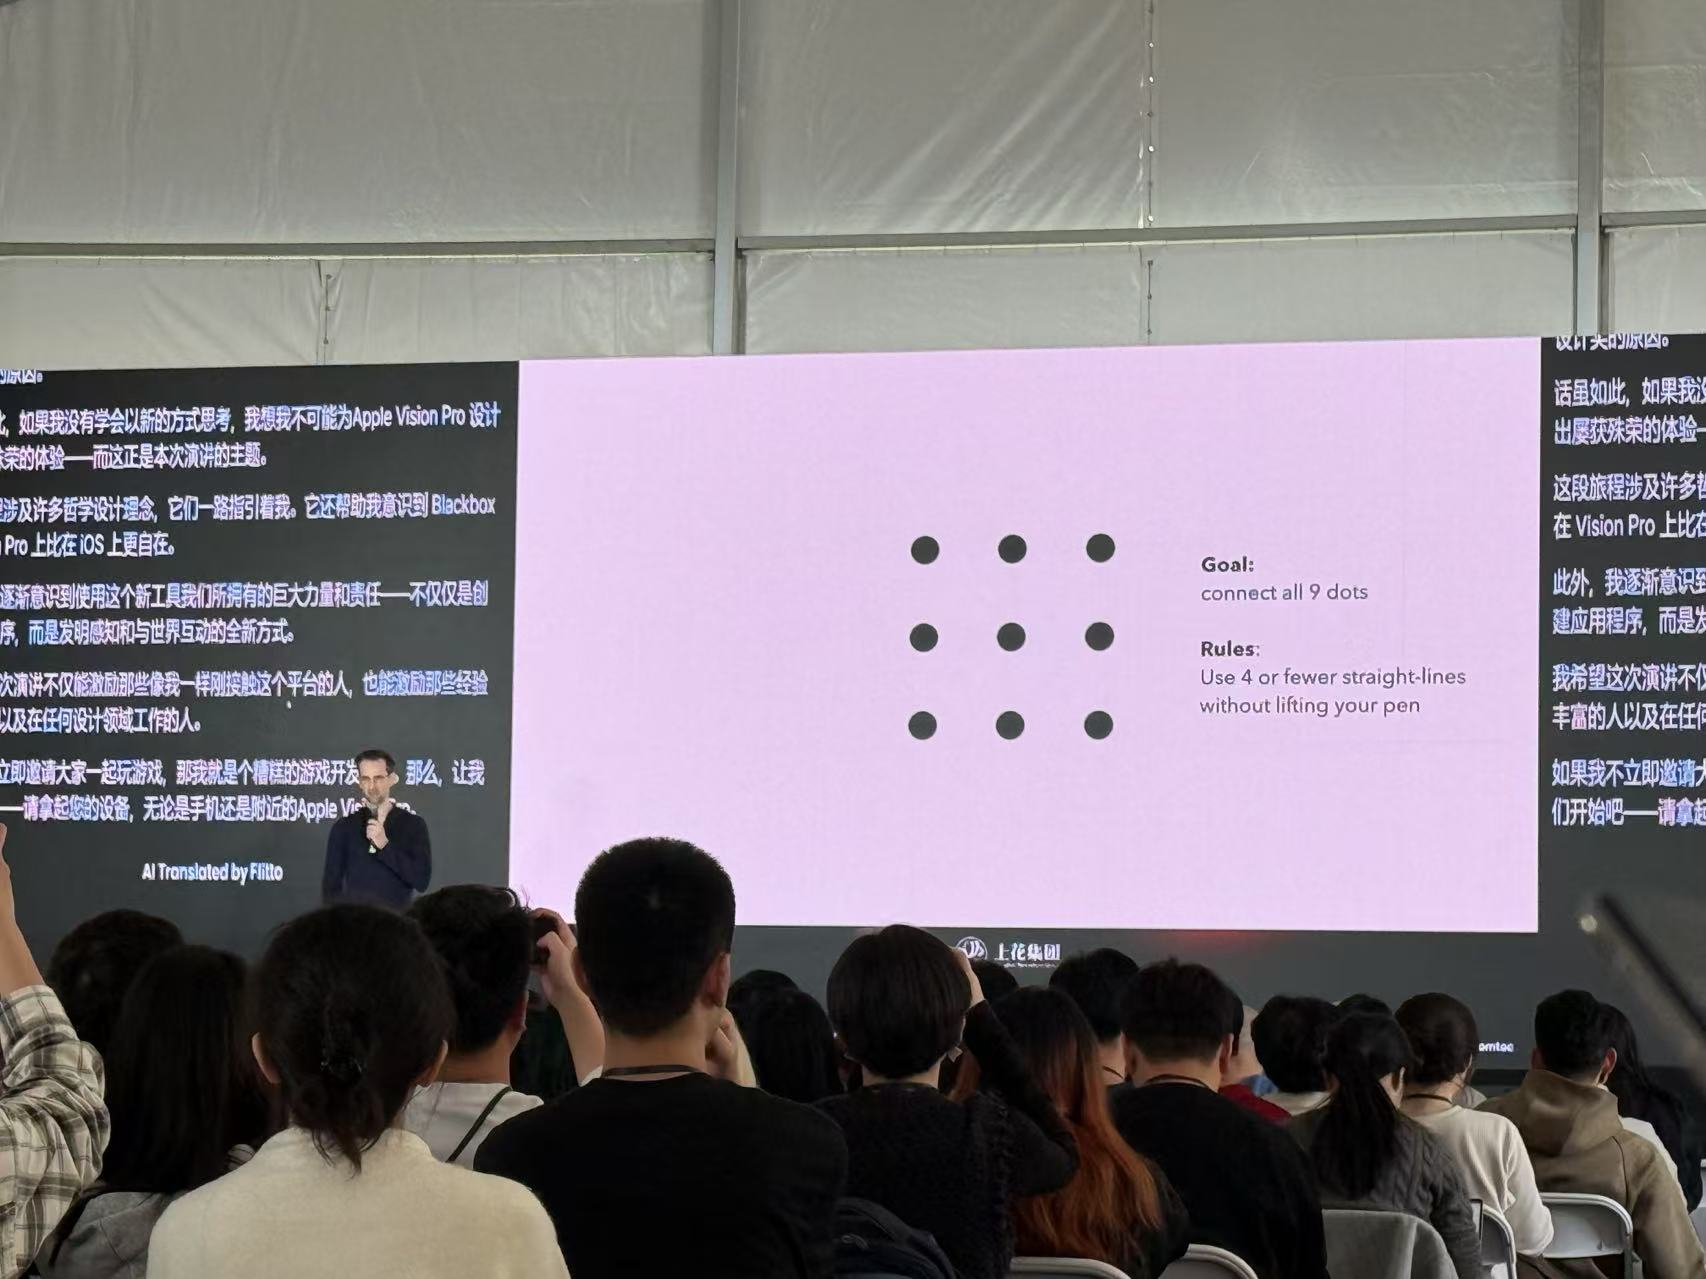 的原因。
如果我没有学会以新的方式思考，我想我不可能为Apple Vision Pro 设计
殊荣的体验——而这正是本次演讲的主题。
涉及许多哲学设计理念，它们一路指引着我。它还帮助我意识到 Blackbox
Pro 上比在 iOS 上更自在。
逐渐意识到使用这个新工具我们所拥有的巨大力量和责任——不仅仅是创
序，而是发明感知和与世界互动的全新方式。
次演讲不仅能激励那些像我一样刚接触这个平台的人，也能激励那些经验
以及在任何设计领域工作的人。
立即邀请大家一起玩游戏，那我就是个糟糕的游戏开发 那么，让我
——请拿起您的设备，无论是手机还是附近的Apple
AI Translated by Flitto
Goal:
connect all 9 dots
Rules:
Use 4 or fewer straight-lines
without lifting your pen
设计奖的原因。
话虽如此，如果我没
出屡获殊荣的体验
这段旅程涉及许多哲
在 Vision Pro 上比在
此外，我逐渐意识到
建应用程序，而是发
我希望这次演讲不仅
丰富的人以及在任何
如果我不立即邀请大
们开始吧——请拿起
上花集团